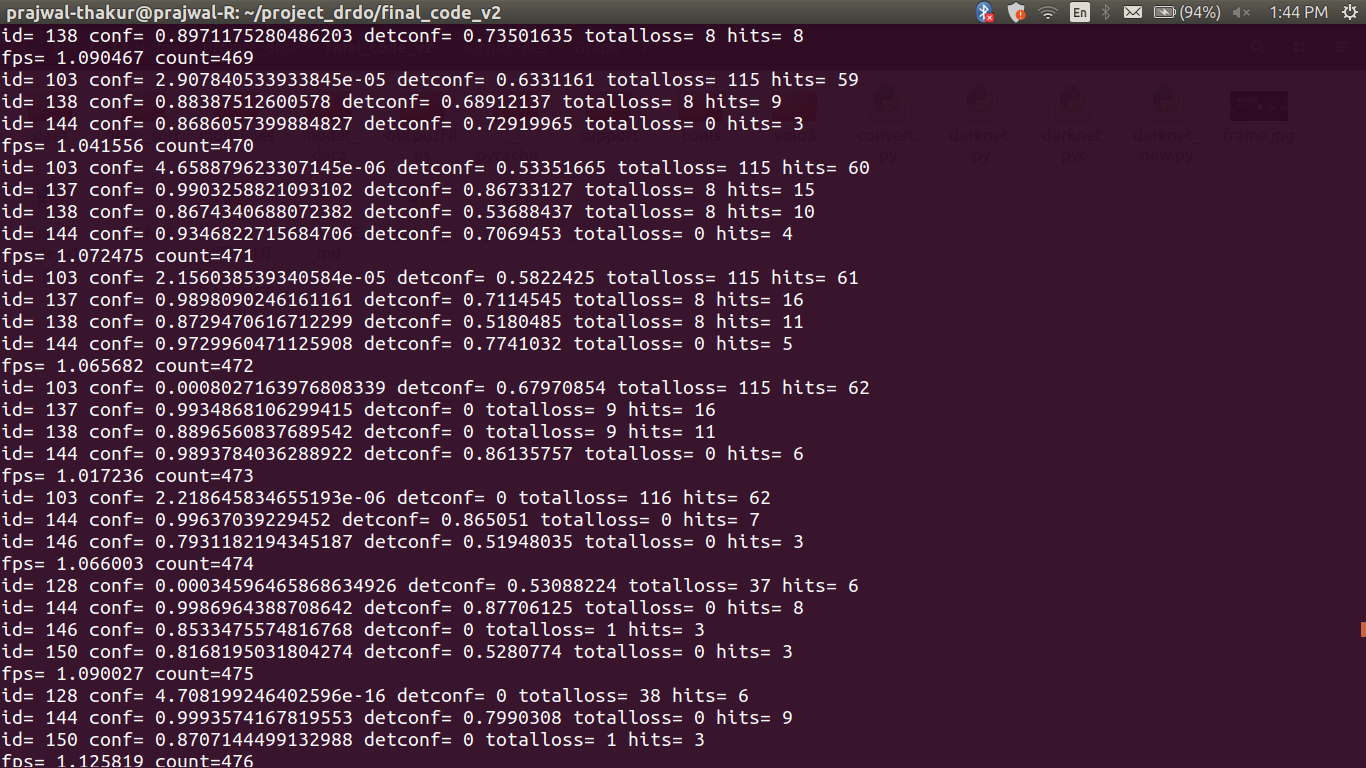 prajwal-thakur@prajwal-R: ~/project_drdo/final_code_v2
En
(94%)
1:44 PM
id= 138 conf= 0.8971175280486203 detconf= 0.73501635 totalloss= 8 hits= 8
fps= 1.090467 count=469
id= 103 conf= 2.907840533933845e-05 detconf= 0.6331161 totalloss= 115 hits= 59
id= 138 conf= 0.88387512600578 detconf= 0.68912137 totalloss= 8 hits= 9
id= 144 conf= 0.8686057399884827 detconf= 0.72919965 totalloss= 0 hits= 3
fps= 1.041556 count=470
id= 103 conf= 4.658879623307145e-06 detconf= 0.53351665 totalloss= 115 hits= 60
id= 137 conf= 0.9903258821093102 detconf= 0.86733127 totalloss= 8 hits= 15
id= 138 conf= 0.8674340688072382 detconf= 0.53688437 totalloss= 8 hits= 10
id= 144 conf= 0.9346822715684706 detconf= 0.7069453 totalloss= 0 hits= 4
fps= 1.072475 count=471
id= 103 conf= 2.156038539340584e-05 detconf= 0.5822425 totalloss= 115 hits= 61
id= 137 conf= 0.9898090246161161 detconf= 0.7114545 totalloss= 8 hits= 16
id= 138 conf= 0.8729470616712299 detconf= 0.5180485 totalloss= 8 hits= 11
id= 144 conf= 0.9729960471125908 detconf= 0.7741032 totalloss= 0 hits= 5
fps= 1.065682 count=472
id= 103 conf= 0.0008027163976808339 detconf= 0.67970854 totalloss= 115 hits= 62
id= 137 conf= 0.9934868106299415 detconf= 0 totalloss= 9 hits= 16
id= 138 conf= 0.8896560837689542 detconf= 0 totalloss= 9 hits= 11
id= 144 conf= 0.9893784036288922 detconf= 0.86135757 totalloss= 0 hits= 6
fps= 1.017236 count=473
id= 103 conf= 2.218645834655193e-06 detconf= 0 totalloss= 116 hits= 62
id= 144 conf= 0.99637039229452 detconf= 0.865051 totalloss= 0 hits= 7
id= 146 conf= 0.7931182194345187 detconf= 0.51948035 totalloss= 0 hits= 3
fps= 1.066003 count=474
id= 128 conf= 0.00034596465868634926 detconf= 0.53088224 totalloss= 37 hits= 6
id= 144 conf= 0.9986964388708642 detconf= 0.87706125 totalloss= 0 hits= 8
id= 146 conf= 0.8533475574816768 detconf= 0 totalloss= 1 hits= 3
id= 150 conf= 0.8168195031804274 detconf= 0.5280774 totalloss= 0 hits= 3
fps= 1.090027 count=475
id= 128 conf= 4.708199246402596e-16 detconf= 0 totalloss= 38 hits= 6
id= 144 conf= 0.9993574167819553 detconf= 0.7990308 totalloss= 0 hits= 9
id= 150 conf= 0.8707144499132988 detconf= 0 totalloss= 1 hits= 3
fps= 1.125819 count=476
convert.
py
darknet.
py
darknet.
pyc
darknet_
new.py
frame.jpg